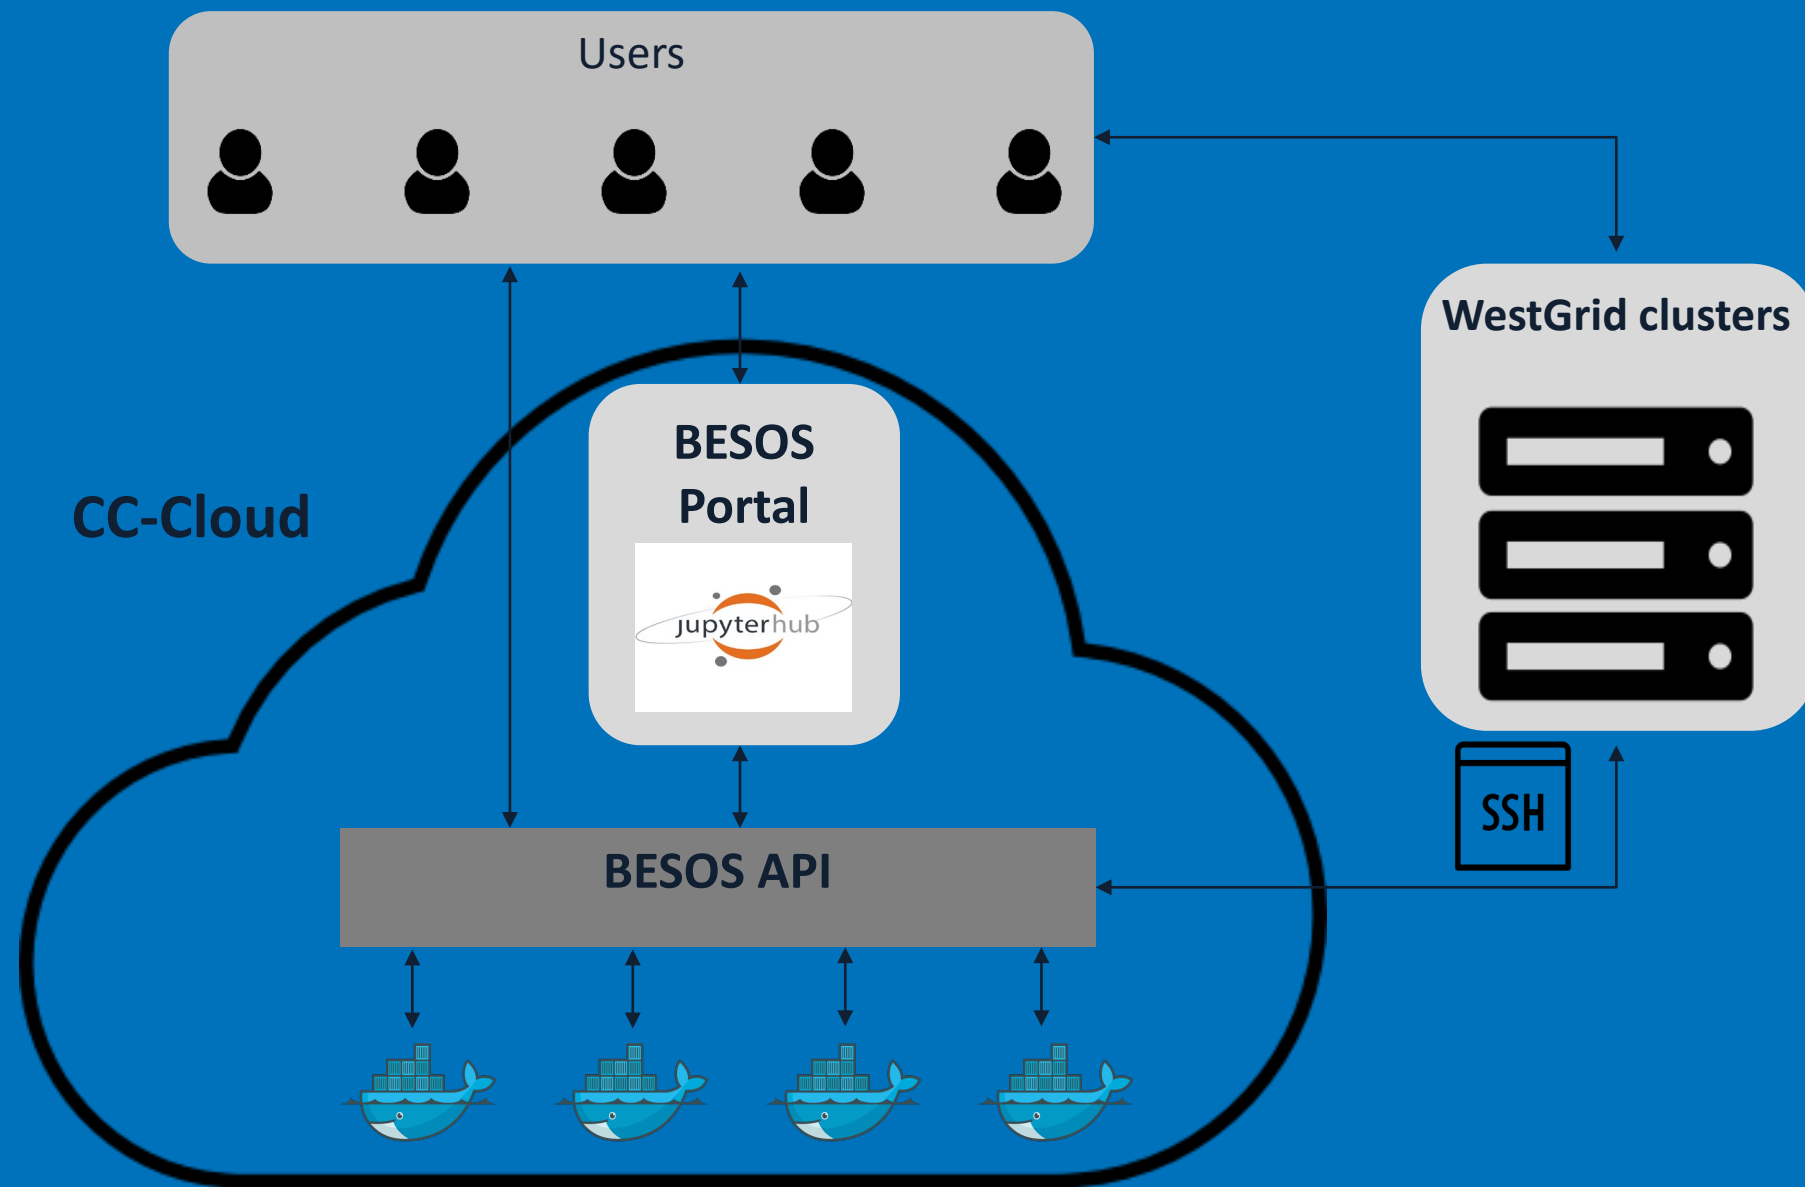 Users
WestGrid clusters
BESOS
Portal
CC-Cloud
jupyterhub
SSH
BESOS API